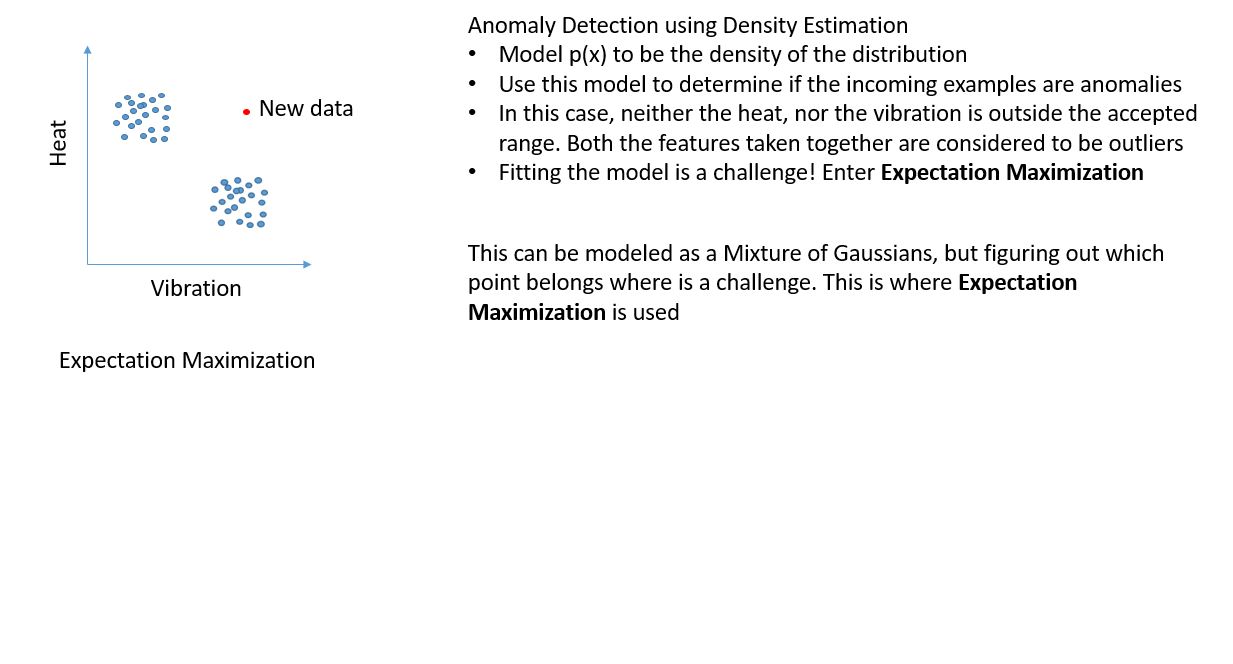 Anomaly Detection using Density Estimation
• Model p(x) to be the density of the distribution
• Use this model to determine if the incoming examples are anomalies
• In this case, neither the heat, nor the vibration is outside the accepted
range. Both the features taken together are considered to be outliers
• Fitting the model is a challenge! Enter Expectation Maximization
This can be modeled as a Mixture of Gaussians, but figuring out which
point belongs where is a challenge. This is where Expectation
Maximization is used
New data
Heat
Vibration
Expectation Maximization